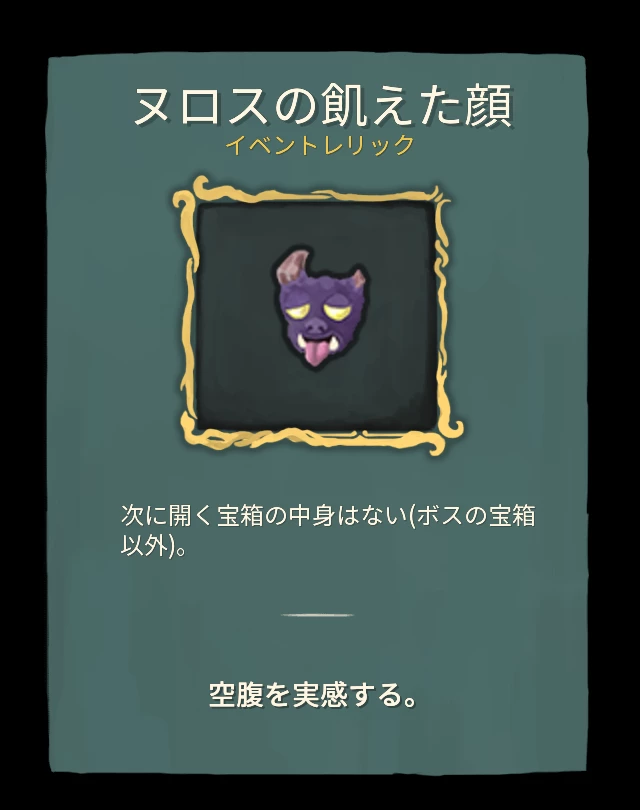 ヌロスの飢えた顔
イベントレリック
次に開く宝箱の中身はない(ボスの宝箱
以外)。
空腹を実感する。